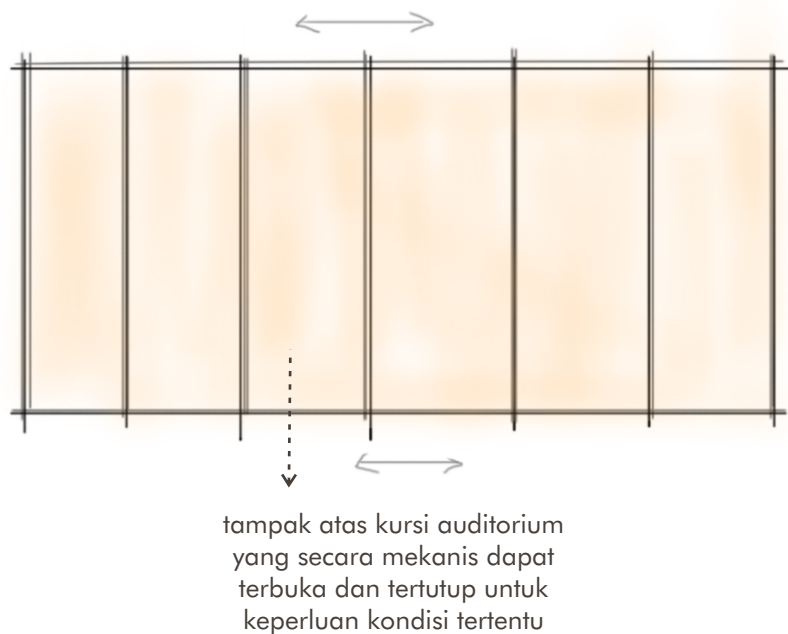 tampak atas kursi auditorium
yang secara mekanis dapat
terbuka dan tertutup untuk
keperluan kondisi tertentu